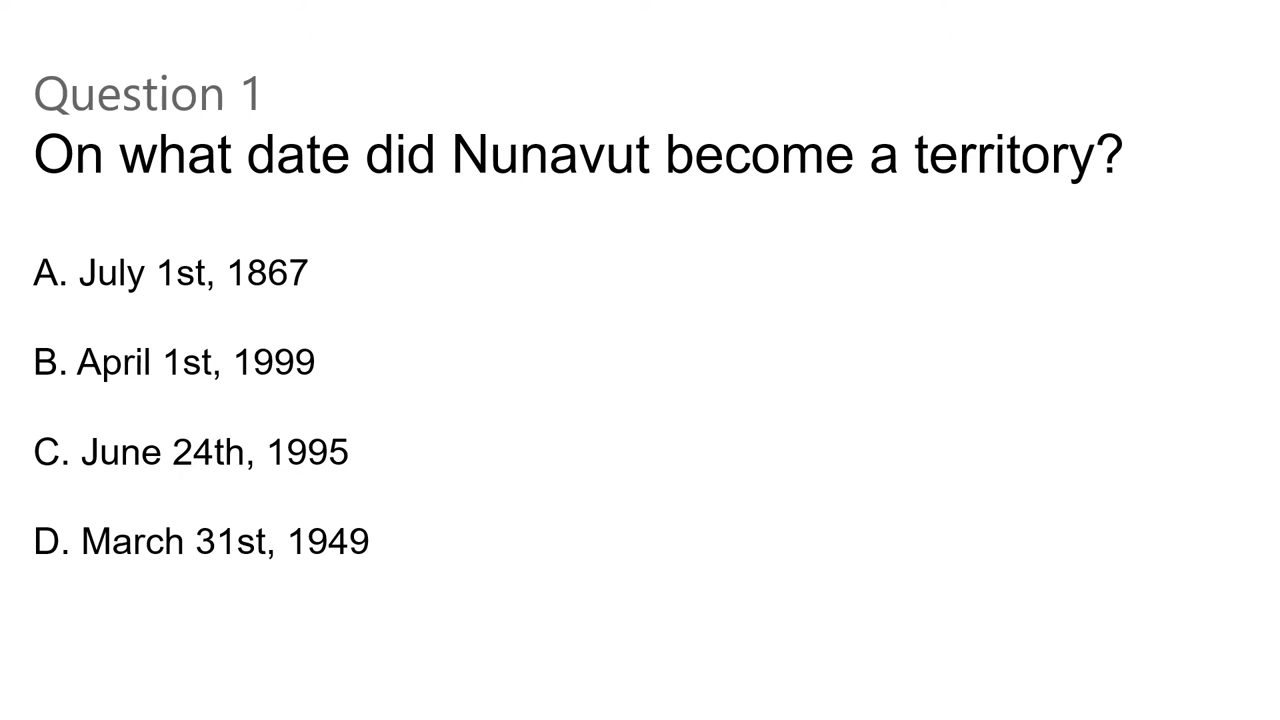 Question 1
On what date did Nunavut become a territory?
A. July 1st, 1867
B. April 1st, 1999
C. June 24th, 1995
D. March 31st, 1949